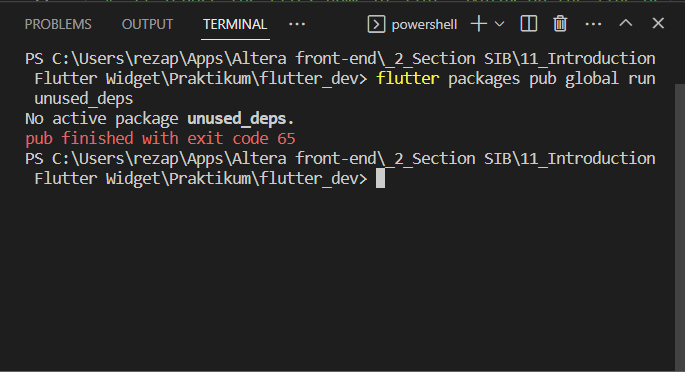 PROBLEMS OUTPUT TERMINAL ··· powershell
PS C:\Users\rezap\Apps\Altera front-end\_2_Section SIB\11_Introduction
Flutter Widget\Praktikum\flutter_dev> flutter packages pub global run
unused_deps
No active package unused_deps.
pub finished with exit code 65
PS C:\Users\rezap\Apps\Altera front-end\_2_Section SIB\11_Introduction
Flutter Widget\Praktikum\flutter_dev>